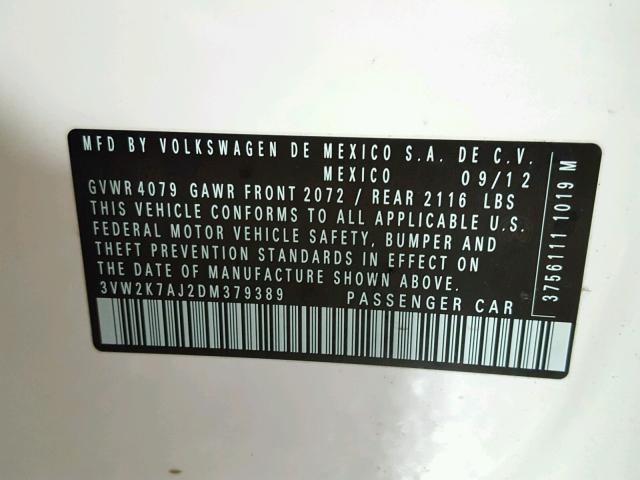 MFD BY VOLKSWAGEN DE MEXICO S.A. DE C.V.
MEXICO 09/12
GVWR 4079 GAWR FRONT 2072 / REAR 2116 LBS
THIS VEHICLE CONFORMS TO ALL APPLICABLE U.S.
FEDERAL MOTOR VEHICLE SAFETY, BUMPER AND
THEFT PREVENTION STANDARDS IN EFFECT ON
THE DATE OF MANUFACTURE SHOWN ABOVE.
3VW2K7AJ2DM379389 PASSENGER CAR
3756111 1019 M